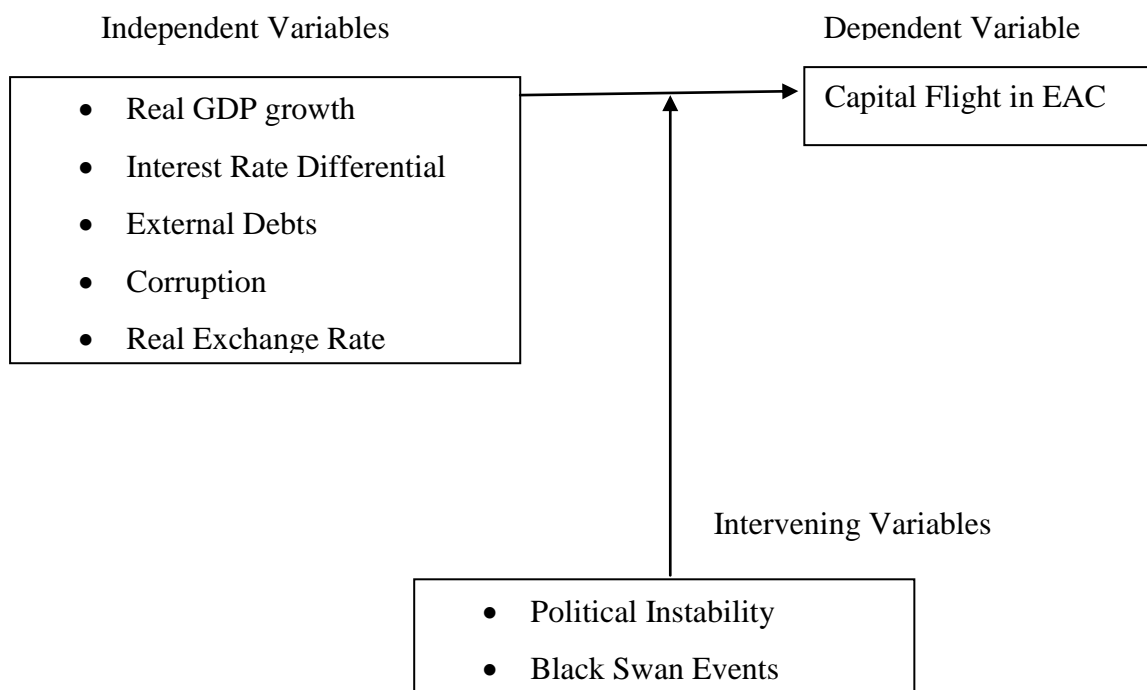 Independent Variables
Dependent Variable
• Real GDP growth
• Interest Rate Differential
• External Debts
• Corruption
• Real Exchange Rate
Capital Flight in EAC
Intervening Variables
• Political Instability
• Black Swan Events